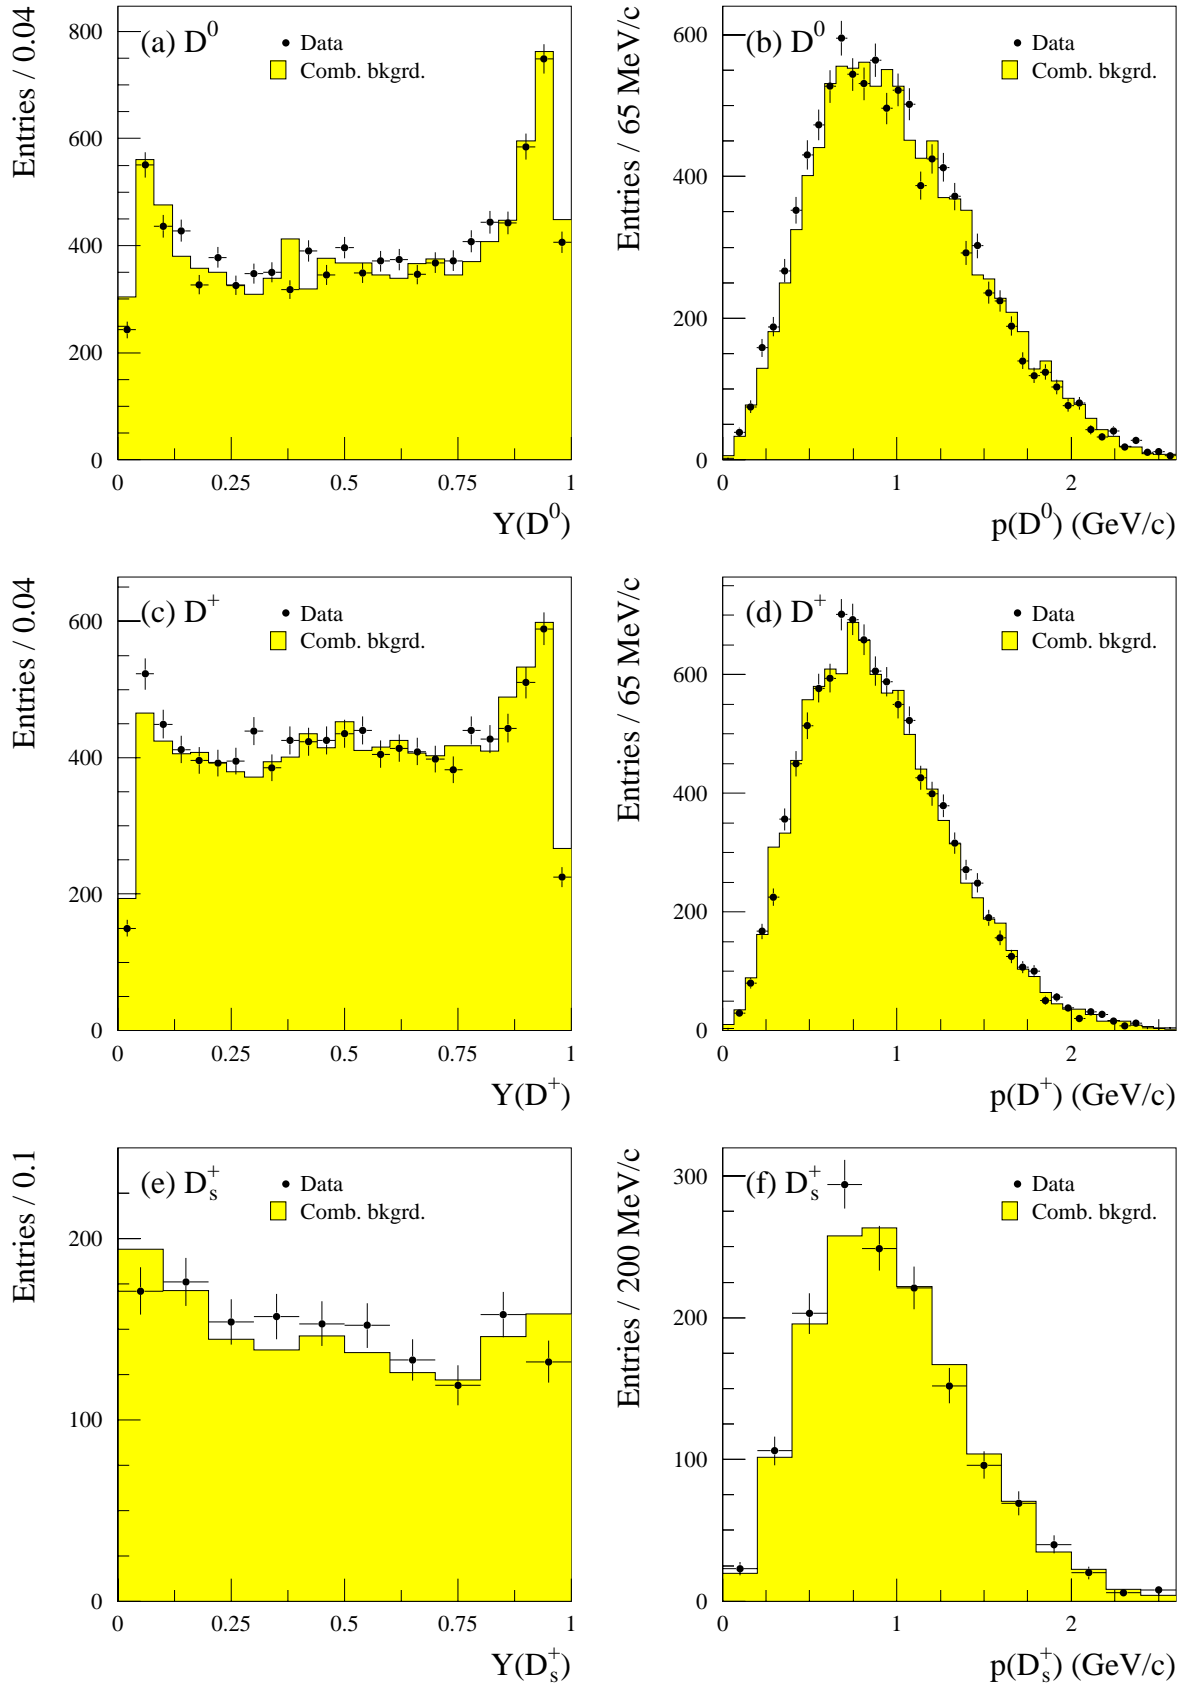 Entries / 0.04
(a) D⁰
Data
Comb. bkgrd.
800
600
400
200
0
0 0.25 0.5 0.75 1
Y(D⁰)
Entries / 65 MeV/c
(b) D⁰
Data
Comb. bkgrd.
600
400
200
0
0 1 2
p(D⁰) (GeV/c)
Entries / 0.04
(c) D⁺
Data
Comb. bkgrd.
600
400
200
0
0 0.25 0.5 0.75 1
Y(D⁺)
Entries / 65 MeV/c
(d) D⁺
Data
Comb. bkgrd.
600
400
200
0
0 1 2
p(D⁺) (GeV/c)
Entries / 0.1
(e) Dₛ⁺
Data
Comb. bkgrd.
200
100
0
0 0.25 0.5 0.75 1
Y(Dₛ⁺)
Entries / 200 MeV/c
(f) Dₛ⁺
Data
Comb. bkgrd.
300
200
100
0
0 1 2
p(Dₛ⁺) (GeV/c)